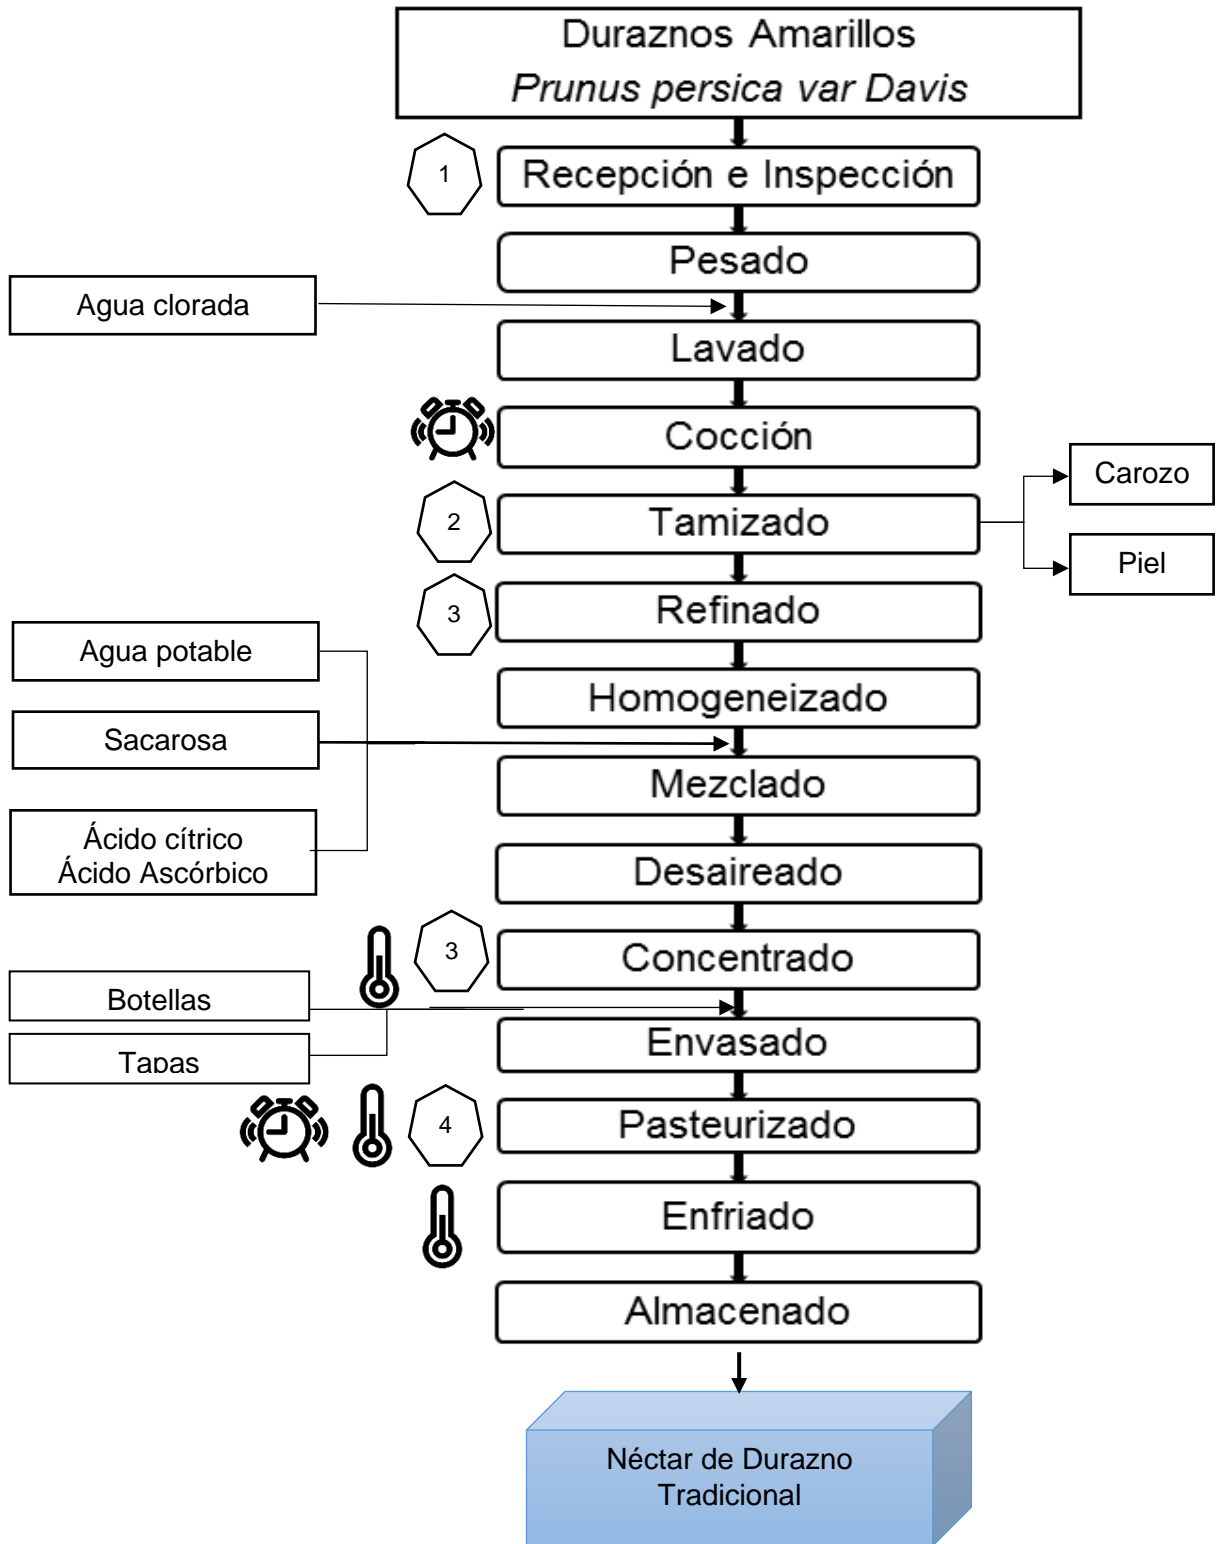 Duraznos Amarillos
Prunus persica var Davis
1
Recepción e Inspección
Pesado
Agua clorada
Lavado
Cocción
Carozo
2
Tamizado
Piel
3
Refinado
Agua potable
Homogeneizado
Sacarosa
Mezclado
Ácido cítrico
Ácido Ascórbico
Desaireado
3
Concentrado
Botellas
Envasado
Tapas
4
Pasteurizado
Enfriado
Almacenado
Néctar de Durazno
Tradicional